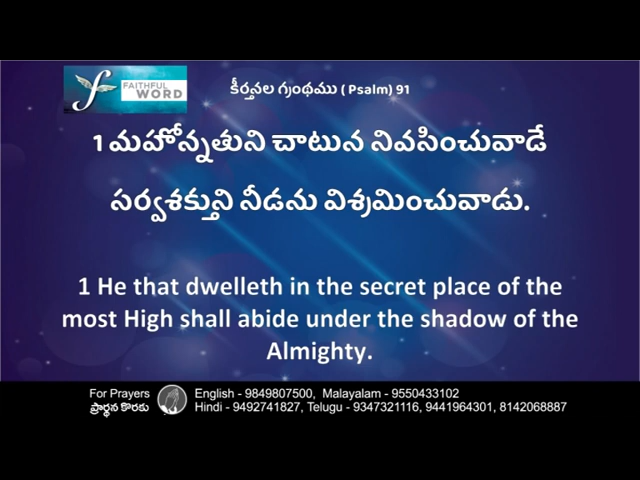 FAITHFUL
WORD
కీర్తనల గ్రంథము ( Psalm) 91
1 మహోన్నతుని చాటున నివసించువాడే
సర్వశక్తుని నీడను విశ్రమించువాడు.
1 He that dwelleth in the secret place of the
most High shall abide under the shadow of the
Almighty.
For Prayers
ప్రార్థన కొరకు
English - 9849807500, Malayalam - 9550433102
Hindi - 9492741827, Telugu - 9347321116, 9441964301, 8142068887